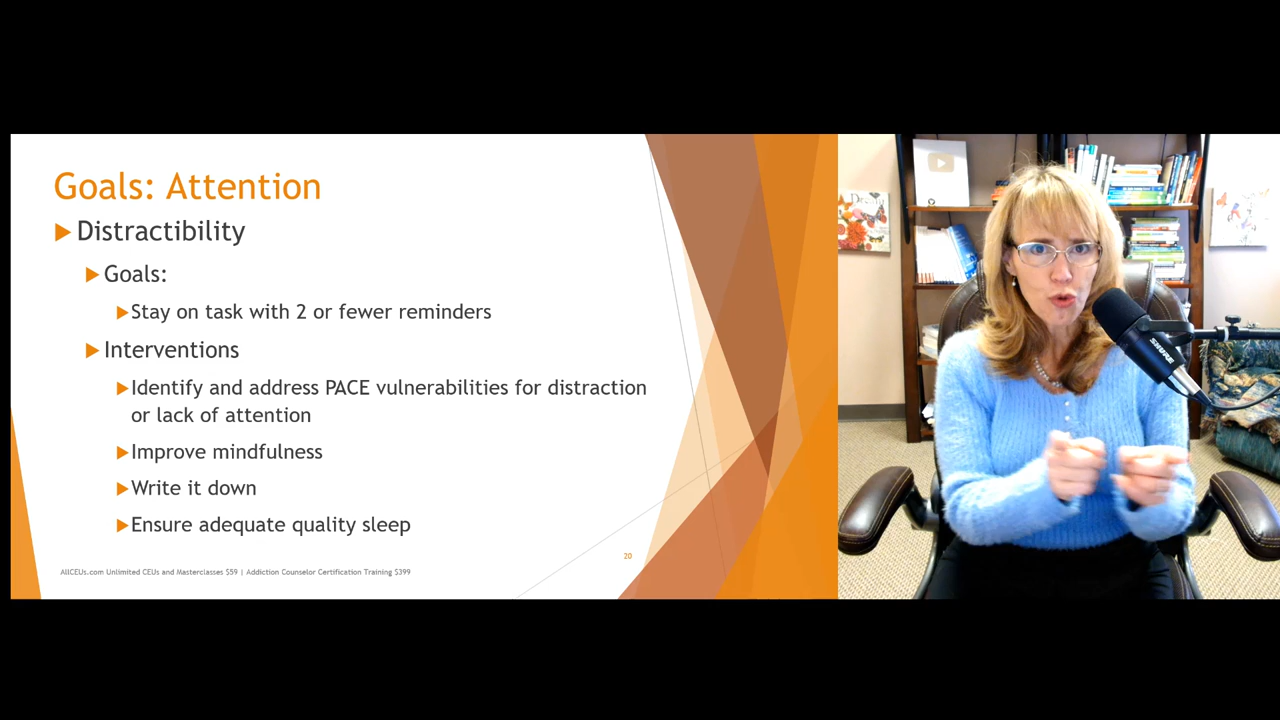 Goals: Attention
Distractibility
Goals:
Stay on task with 2 or fewer reminders
Interventions
Identify and address PACE vulnerabilities for distraction
or lack of attention
Improve mindfulness
Write it down
Ensure adequate quality sleep
20
AllCEUs.com Unlimited CEUs and Masterclasses $59 | Addiction Counselor Certification Training $399
SHURE